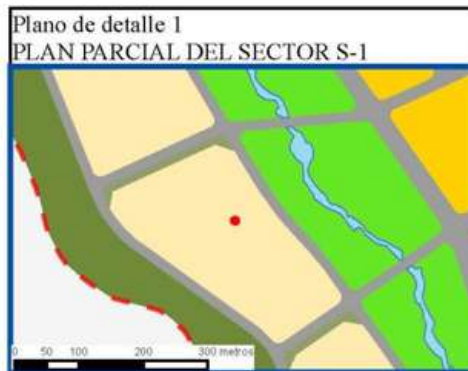 Plano de detalle 1
PLAN PARCIAL DEL SECTOR S-1
0 50 100 200 300 metros